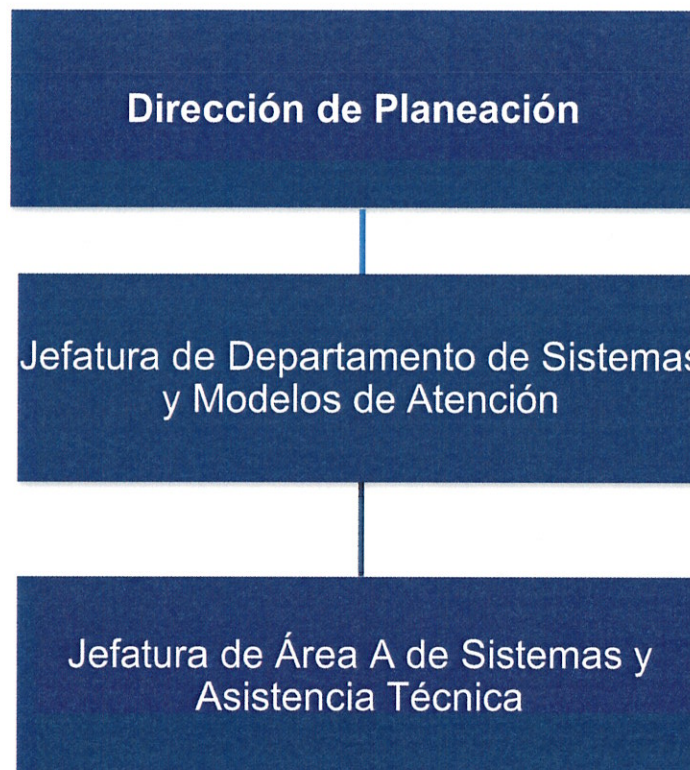 Dirección de Planeación
Jefatura de Departamento de Sistemas
y Modelos de Atención
Jefatura de Área A de Sistemas y
Asistencia Técnica